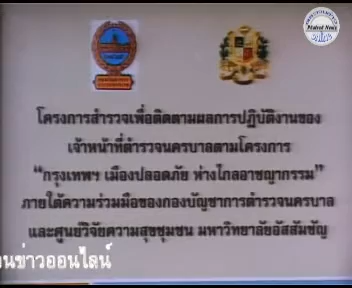 โครงการสำรวจเพื่อติดตามผลการปฏิบัติงานของ
เจ้าหน้าที่ตำรวจนครบาลตามโครงการ
“กรุงเทพฯ เมืองปลอดภัย ห่างไกลอาชญากรรม”
ภายใต้ความร่วมมือของกองบัญชาการตำรวจนครบาล
และศูนย์วิจัยความสุขชุมชน มหาวิทยาลัยอัสสัมชัญ
นข่าวออนไลน์